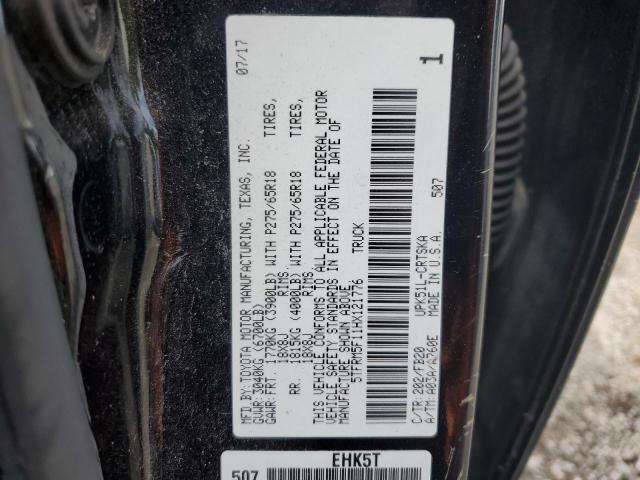 MFD BY:TOYOTA MOTOR MANUFACTURING, TEXAS, INC. 07/17
GVWR: 3040KG (6700LB)
GAWR: FRT. 1770KG (3900LB) WITH P275/65R18 TIRES,
18X8J RIMS.
RR. 1815KG (4000LB) WITH P275/65R18 TIRES,
18X8J RIMS.
THIS VEHICLE CONFORMS TO ALL APPLICABLE FEDERAL MOTOR
VEHICLE SAFETY STANDARDS IN EFFECT ON THE DATE OF
MANUFACTURE SHOWN ABOVE.
5TFRM5F11HX121776 TRUCK
C/TR: 202/FB20 UPK51L-CRTSKA 507
A/TM: A03A/A760E MADE IN U.S.A. 1
EHK5T
507